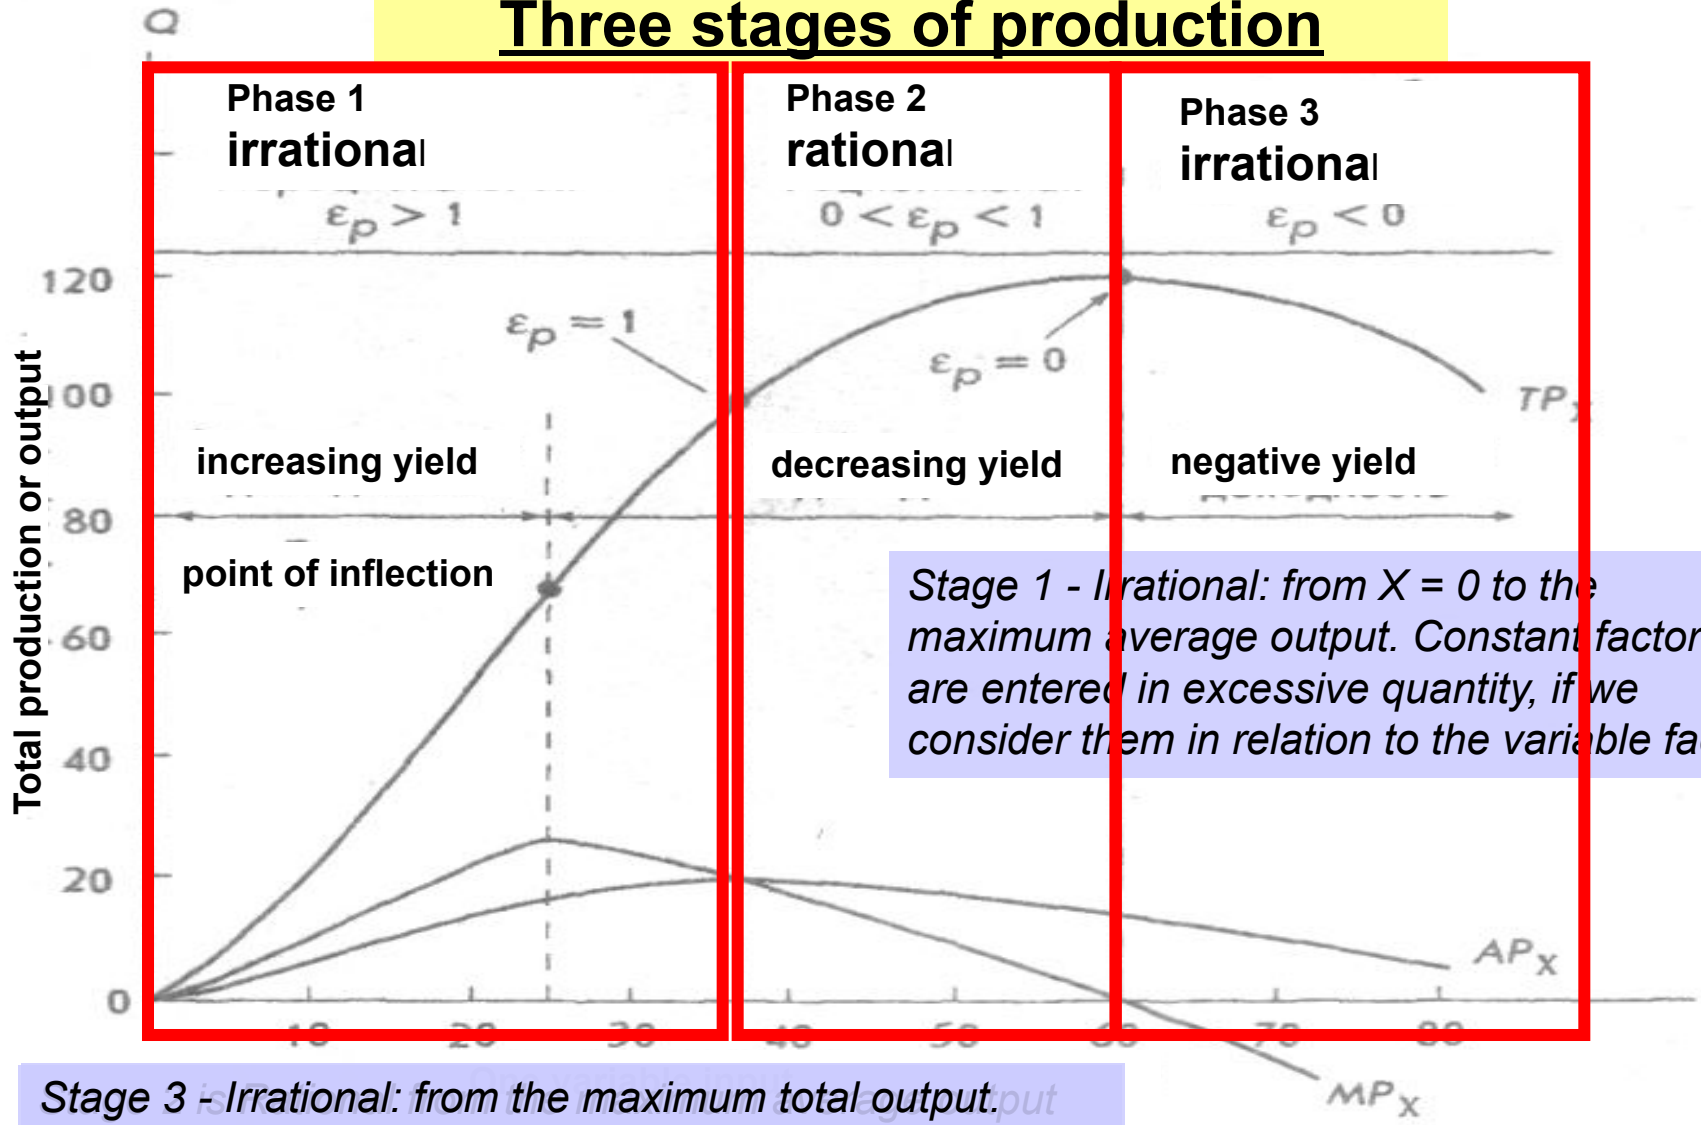 Three stages of production
Q
Phase 1
irrational
Phase 2
rational
Phase 3
irrational
εp > 1
0 < εp < 1
εp < 0
120
100
80
60
40
20
0
Total production or output
εp = 1
εp = 0
TPx
increasing yield
decreasing yield
negative yield
point of inflection
Stage 1 - Irrational: from X = 0 to the
maximum average output. Constant factor
are entered in excessive quantity, if we
consider them in relation to the variable
APx
10 20 30 40 50 60 70 80
MPx
One variable input
Stage 3 - Irrational: from the maximum total output.